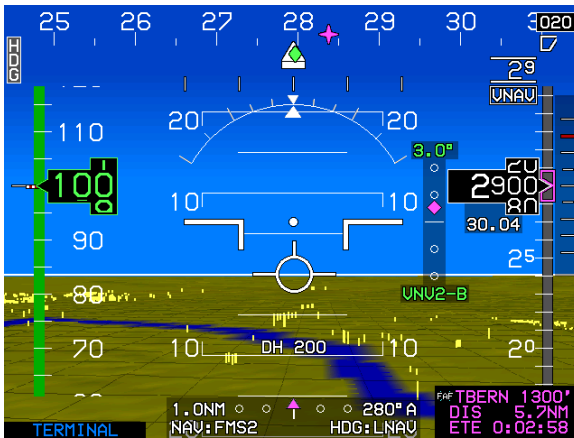 25 26 27 28 29 30 3
020
HDG
29
VNAV
20 20
110
3.0°
100
20
2900
80
10 10
30.04
90
25
VNV2-B
80
70
10 DH 200 10
20
FAF TBERN 1300'
1.0NM 280°A
DIS 5.7NM
NAV:FMS2 HDG:LNAV
ETE 0:02:58
TERMINAL